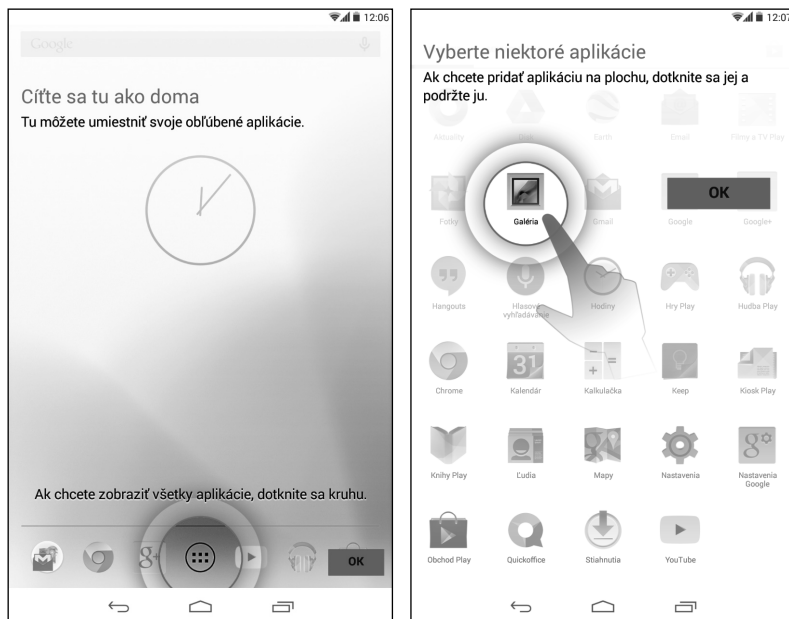 12:06
Google
Cíťte sa tu ako doma
Tu môžete umiestniť svoje obľúbené aplikácie.
Ak chcete zobraziť všetky aplikácie, dotknite sa kruhu.
OK
12:07
Vyberte niektoré aplikácie
Ak chcete pridať aplikáciu na plochu, dotknite sa jej a
podržte ju.
Aktuality
Earth
Email
Filmy a TV Play
OK
Fotky
Galéria
Gmail
Google
Google+
Hangouts
Hlasové
vyhľadávanie
Hodiny
Hry Play
Hudba Play
31
Chrome
Kalendár
Kalkulačka
Keep
Kiosk Play
Knihy Play
Ľudia
Mapy
Nastavenia
Nastavenia
Google
Obchod Play
Quickoffice
Stiahnutia
YouTube